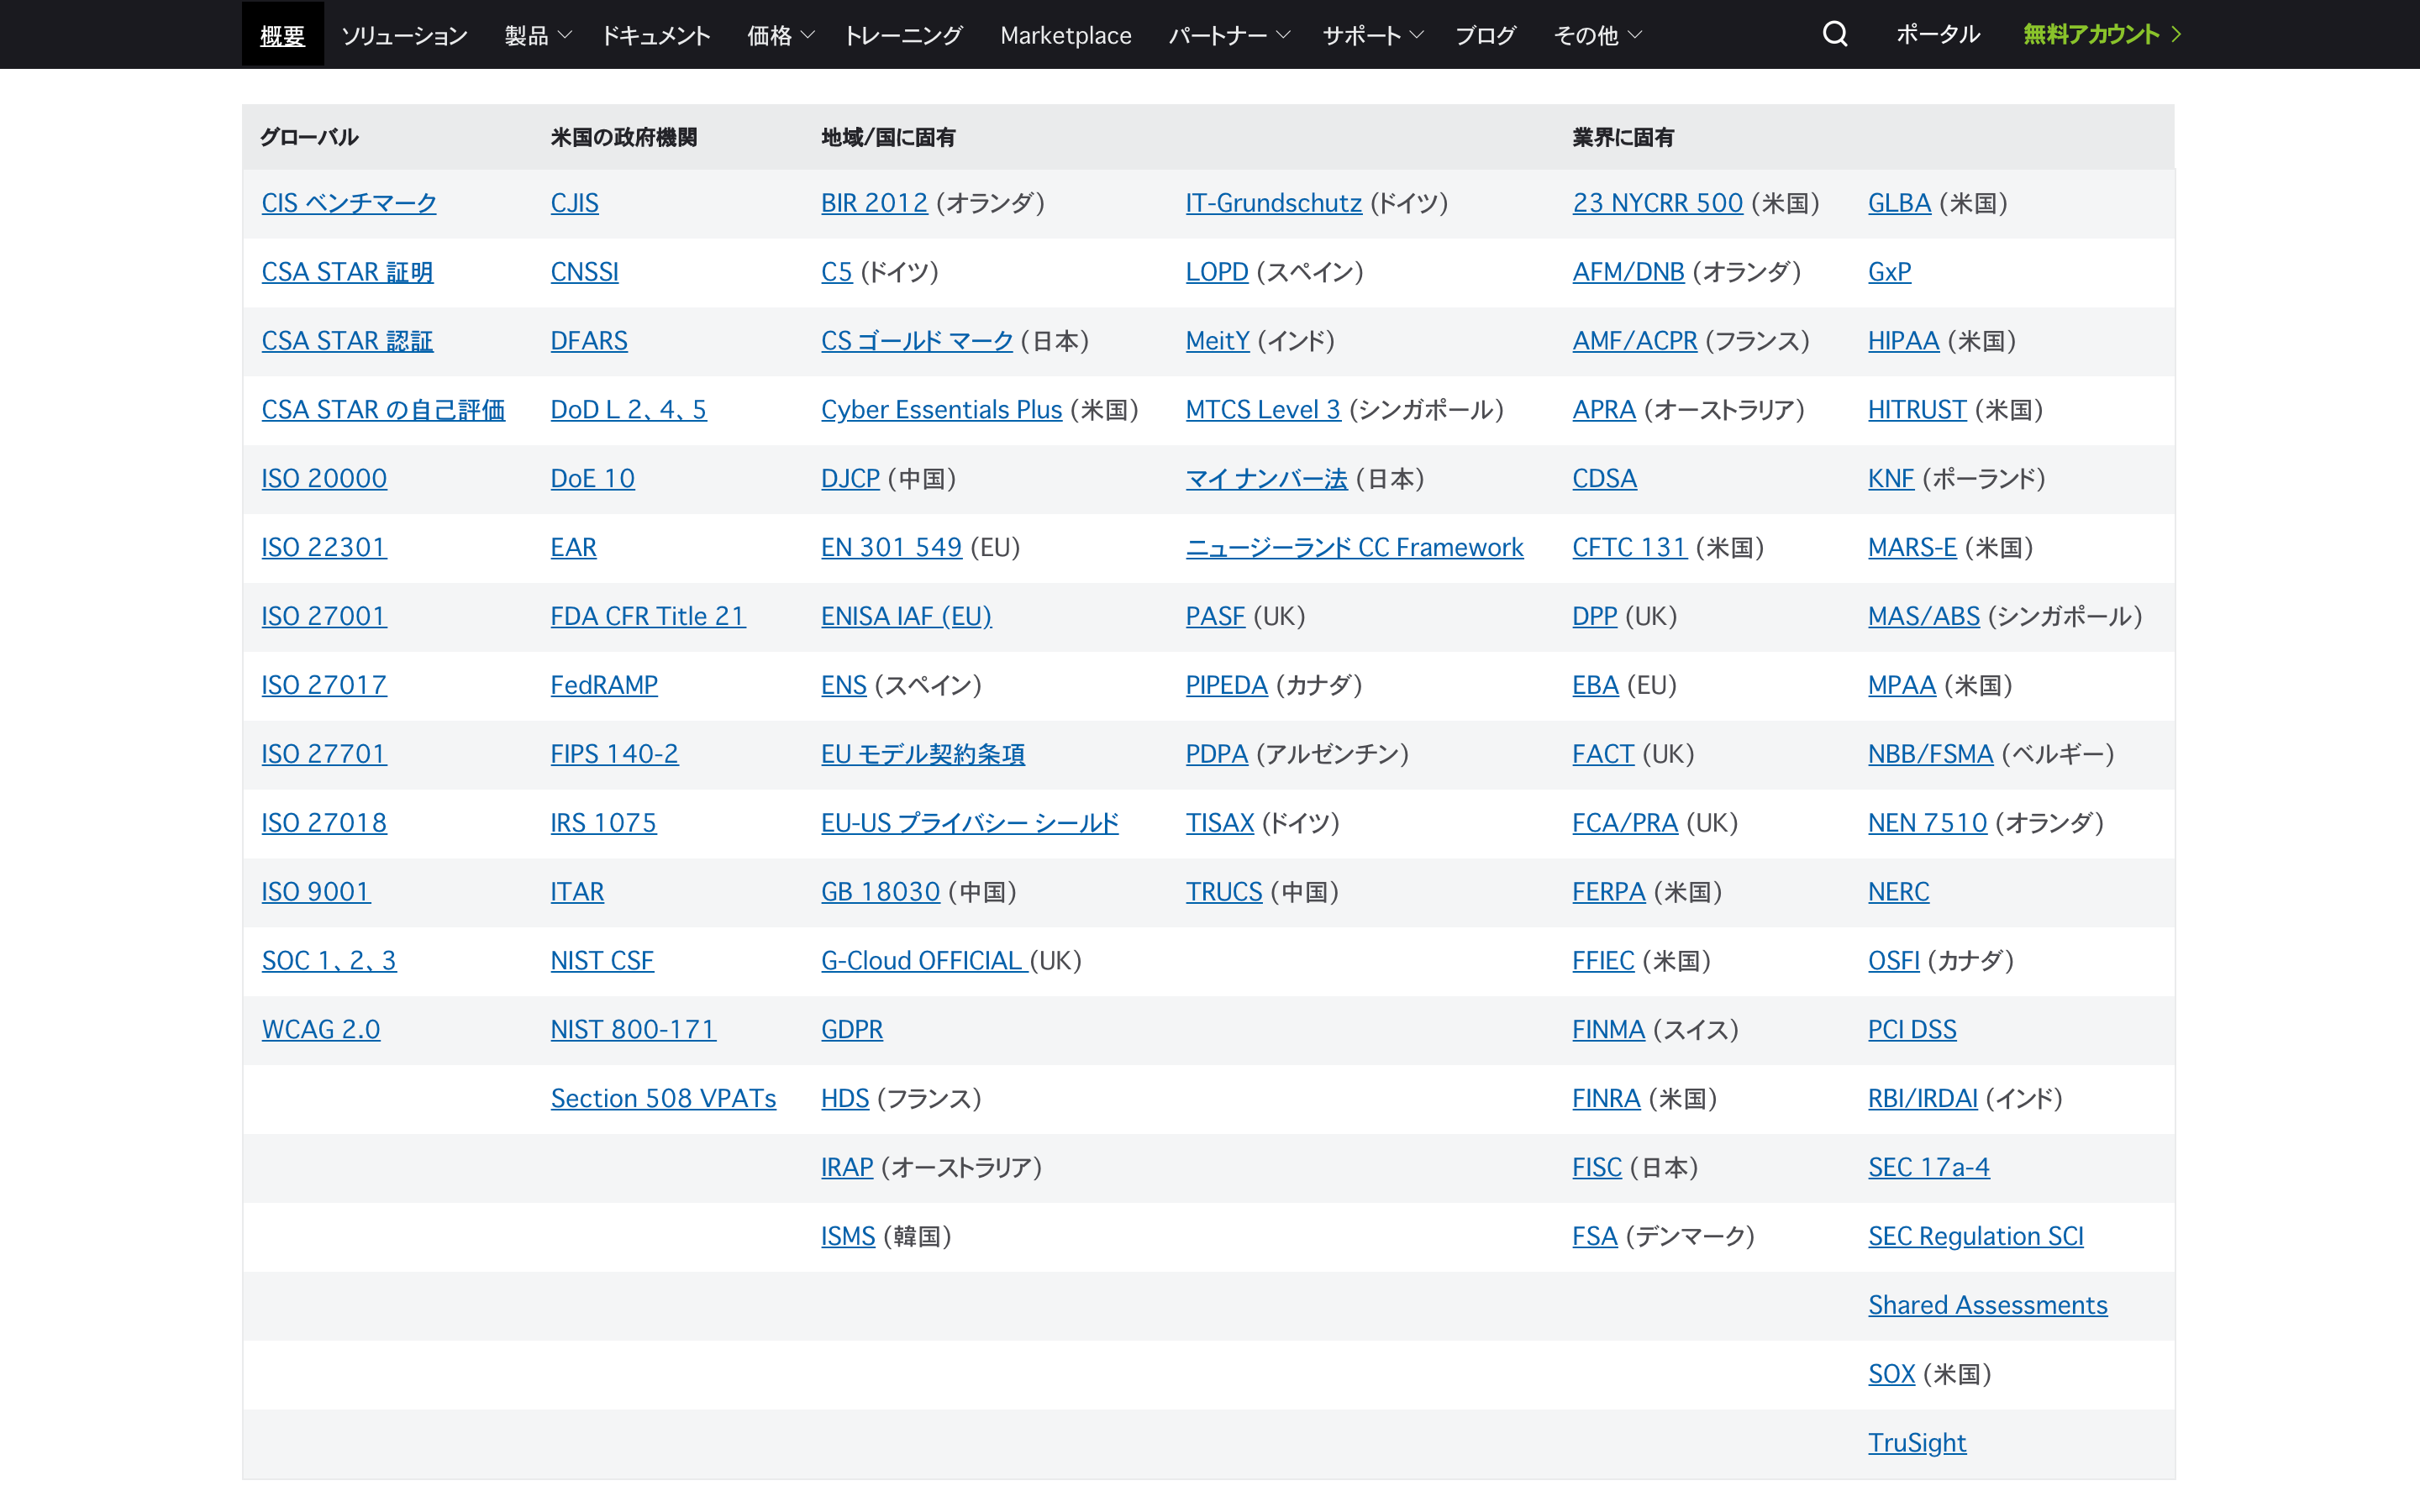 概要 ソリューション 製品 ドキュメント 価格 トレーニング Marketplace パートナー サポート ブログ その他 ポータル 無料アカウント
グローバル 米国の政府機関 地域/国に固有 業界に固有
CIS ベンチマーク CJIS BIR 2012 (オランダ) IT-Grundschutz (ドイツ) 23 NYCRR 500 (米国) GLBA (米国)
CSA STAR 証明 CNSSI C5 (ドイツ) LOPD (スペイン) AFM/DNB (オランダ) GxP
CSA STAR 認証 DFARS CS ゴールド マーク (日本) MeitY (インド) AMF/ACPR (フランス) HIPAA (米国)
CSA STAR の自己評価 DoD L 2、4、5 Cyber Essentials Plus (米国) MTCS Level 3 (シンガポール) APRA (オーストラリア) HITRUST (米国)
ISO 20000 DoE 10 DJCP (中国) マイ ナンバー法 (日本) CDSA KNF (ポーランド)
ISO 22301 EAR EN 301 549 (EU) ニュージーランド CC Framework CFTC 131 (米国) MARS-E (米国)
ISO 27001 FDA CFR Title 21 ENISA IAF (EU) PASF (UK) DPP (UK) MAS/ABS (シンガポール)
ISO 27017 FedRAMP ENS (スペイン) PIPEDA (カナダ) EBA (EU) MPAA (米国)
ISO 27701 FIPS 140-2 EU モデル契約条項 PDPA (アルゼンチン) FACT (UK) NBB/FSMA (ベルギー)
ISO 27018 IRS 1075 EU-US プライバシー シールド TISAX (ドイツ) FCA/PRA (UK) NEN 7510 (オランダ)
ISO 9001 ITAR GB 18030 (中国) TRUCS (中国) FERPA (米国) NERC
SOC 1、2、3 NIST CSF G-Cloud OFFICIAL (UK) FFIEC (米国) OSFI (カナダ)
WCAG 2.0 NIST 800-171 GDPR FINMA (スイス) PCI DSS
Section 508 VPATs HDS (フランス) FINRA (米国) RBI/IRDAI (インド)
IRAP (オーストラリア) FISC (日本) SEC 17a-4
ISMS (韓国) FSA (デンマーク) SEC Regulation SCI
Shared Assessments
SOX (米国)
TruSight